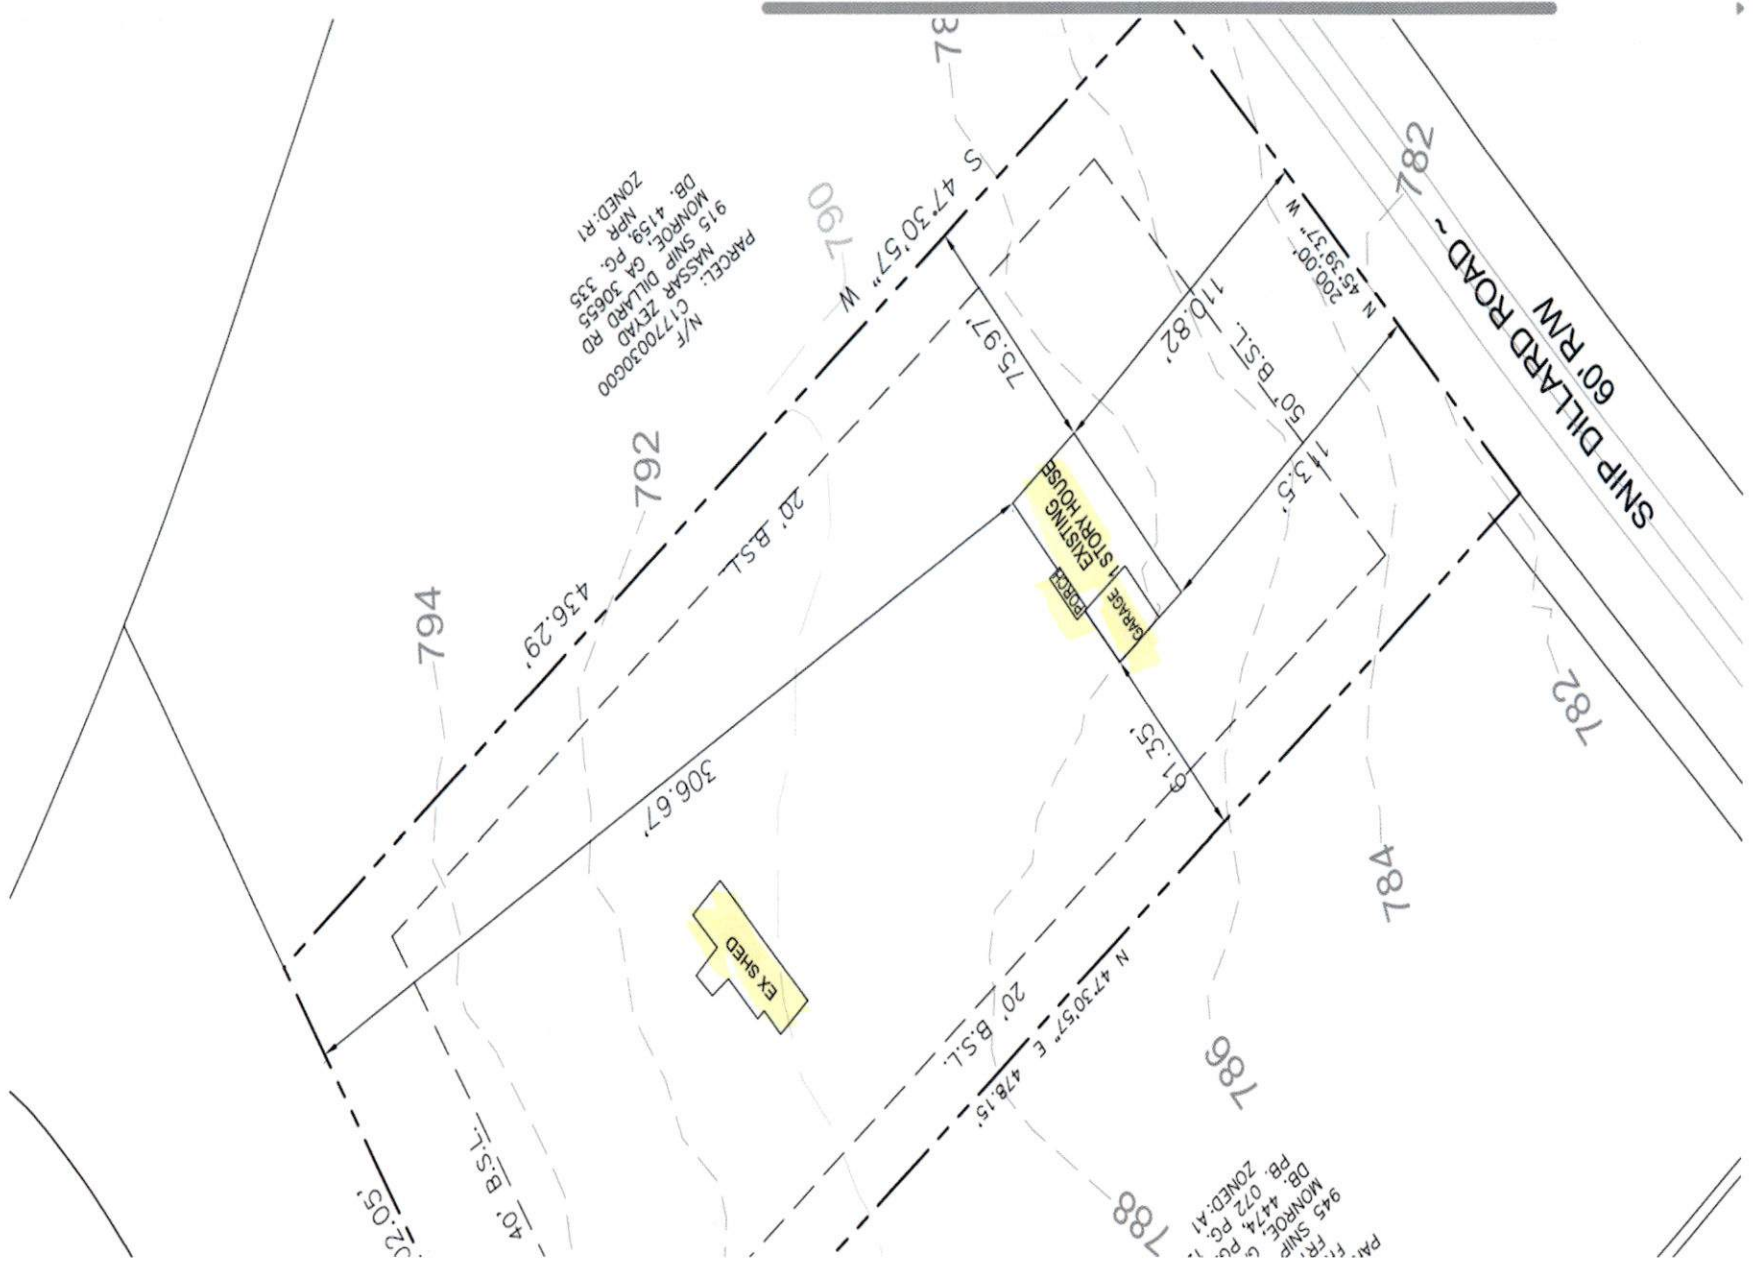 SNIP DILLARD ROAD ~
60' R/W
N 45°39'37" W
200.00'
782
782
784
786
788
790
792
794
S 47°30'57" W
436.29'
N/F
PARCEL: C1770030G00
NASSAR ZEYAD
915 SNIP DILLARD RD
MONROE, GA 30655
DB. 4159, PG. 335
NPR
ZONED: R1
75.97'
110.82'
50' B.S.L.
113.5'
EXISTING
1 STORY HOUSE
PORCH
GARAGE
61.35'
20' B.S.L.
306.67'
EX SHED
20' B.S.L.
N 47°30'57" E
478.15'
40' B.S.L.
02.05'
945 SNIP
MONROE, G
DB. 4474, PG.
PB. 072 PG. 1
ZONED: A1